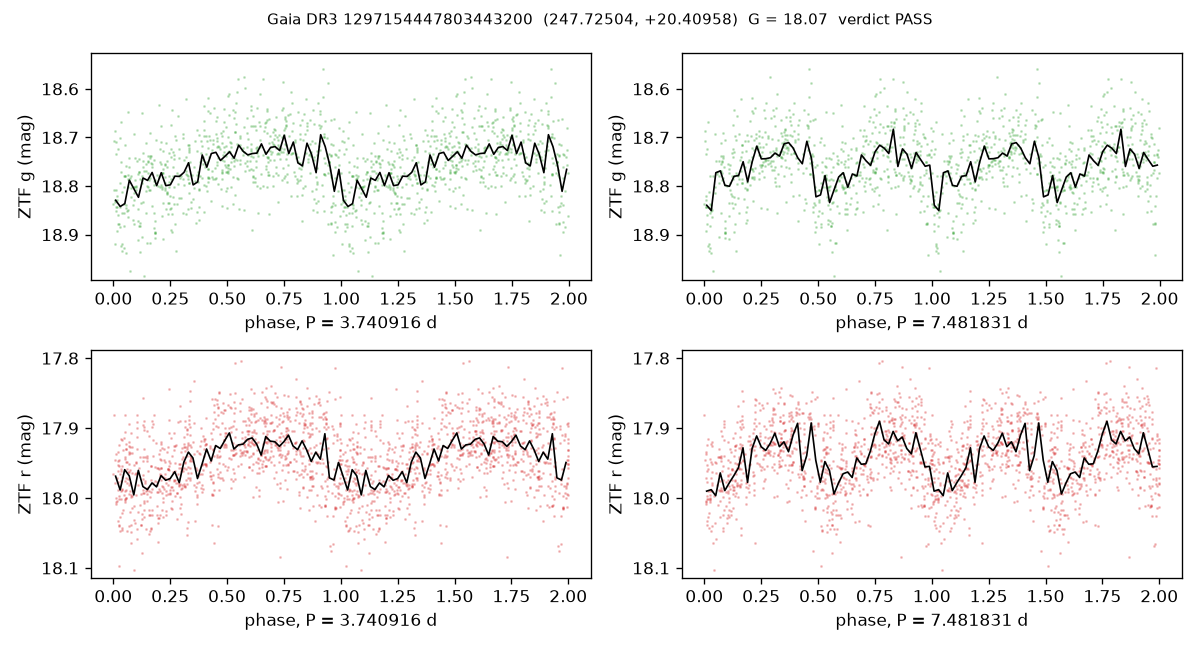 Gaia DR3 1297154447803443200 (247.72504, +20.40958) G = 18.07 verdict PASS
ZTF g (mag)
18.6
18.7
18.8
18.9
0.00 0.25 0.50 0.75 1.00 1.25 1.50 1.75 2.00
phase, P = 3.740916 d
ZTF g (mag)
18.6
18.7
18.8
18.9
0.00 0.25 0.50 0.75 1.00 1.25 1.50 1.75 2.00
phase, P = 7.481831 d
ZTF r (mag)
17.8
17.9
18.0
18.1
0.00 0.25 0.50 0.75 1.00 1.25 1.50 1.75 2.00
phase, P = 3.740916 d
ZTF r (mag)
17.8
17.9
18.0
18.1
0.00 0.25 0.50 0.75 1.00 1.25 1.50 1.75 2.00
phase, P = 7.481831 d